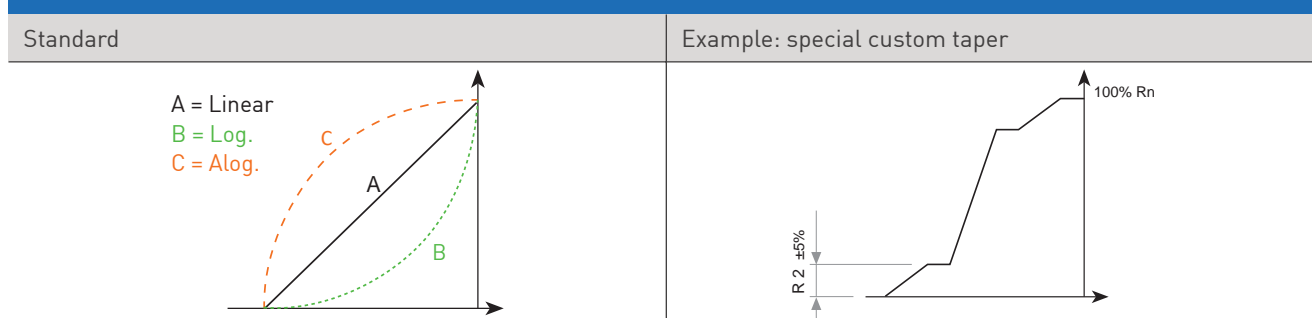 Standard
Example: special custom taper
A = Linear
B = Log.
C = Alog.
C
A
B
100% Rn
R 2 ±5%